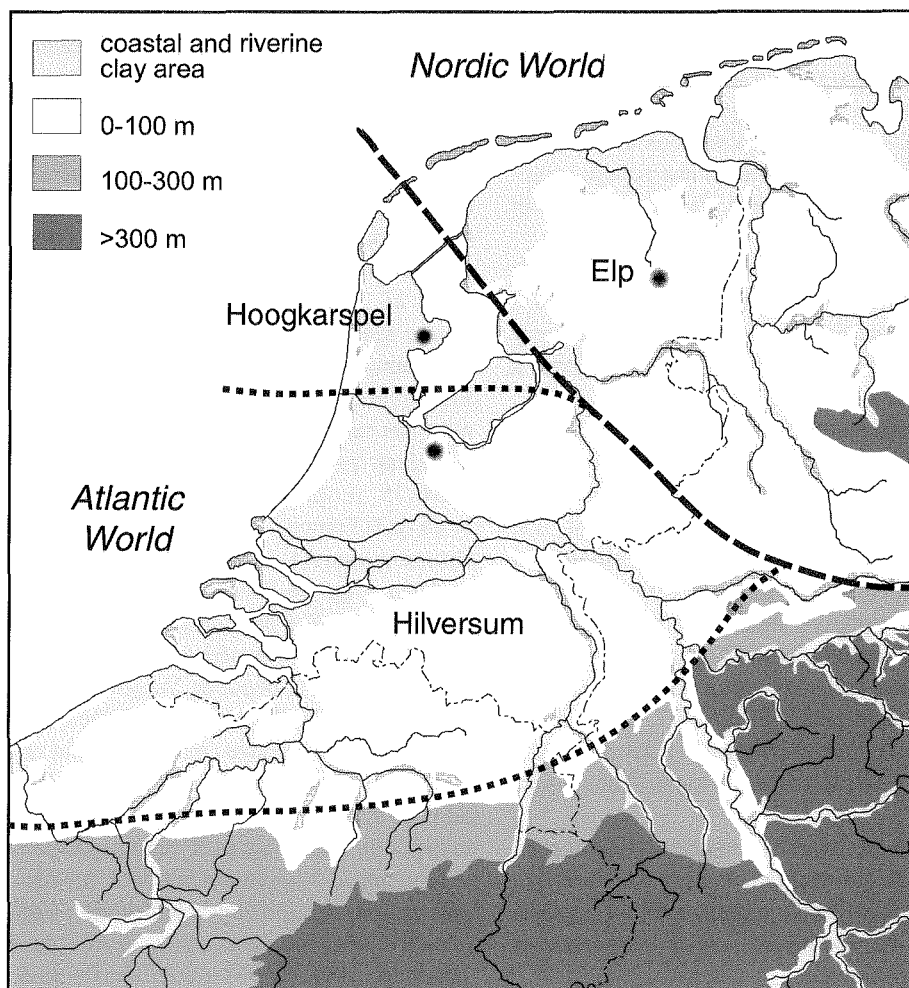 coastal and riverine
clay area
0-100 m
100-300 m
>300 m
Nordic World
Elp
Hoogkarspel
Atlantic
World
Hilversum